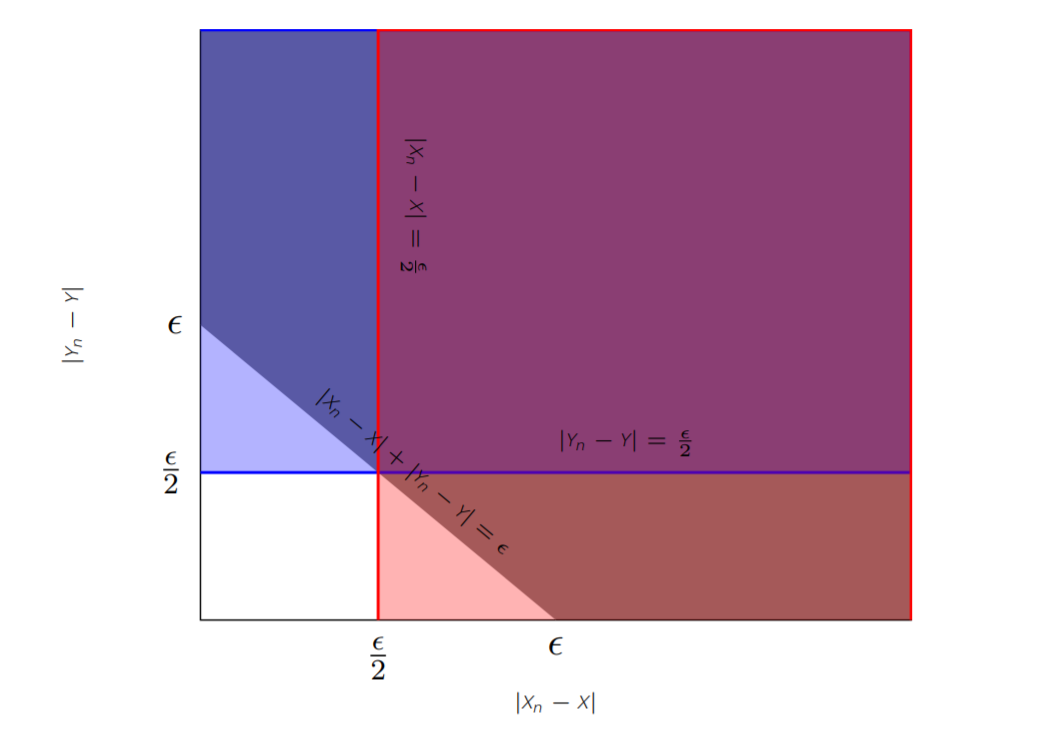 |Xₙ − X| = ϵ/2
|Yₙ − Y|
ϵ
|Xₙ − X| + |Yₙ − Y| = ϵ
|Yₙ − Y| = ϵ/2
ϵ/2
ϵ/2
ϵ
|Xₙ − X|